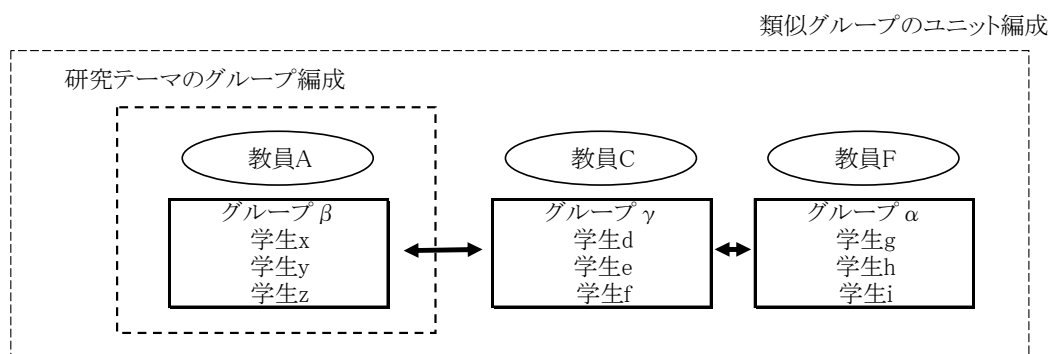 類似グループのユニット編成
研究テーマのグループ編成
教員A
グループβ
学生x
学生y
学生z
教員C
グループγ
学生d
学生e
学生f
教員F
グループα
学生g
学生h
学生i